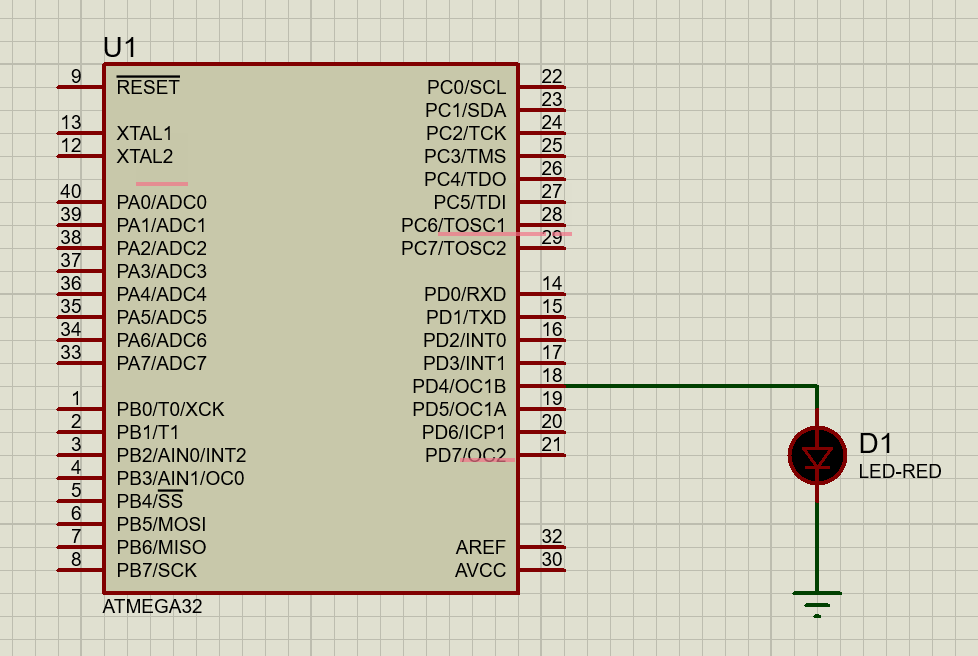 U1
9 RESET PC0/SCL 22
PC1/SDA 23
13 XTAL1 PC2/TCK 24
12 XTAL2 PC3/TMS 25
PC4/TDO 26
40 PA0/ADC0 PC5/TDI 27
39 PA1/ADC1 PC6/TOSC1 28
38 PA2/ADC2 PC7/TOSC2 29
37 PA3/ADC3
36 PA4/ADC4 PD0/RXD 14
35 PA5/ADC5 PD1/TXD 15
34 PA6/ADC6 PD2/INT0 16
33 PA7/ADC7 PD3/INT1 17
PD4/OC1B 18
1 PB0/T0/XCK PD5/OC1A 19
2 PB1/T1 PD6/ICP1 20
3 PB2/AIN0/INT2 PD7/OC2 21
4 PB3/AIN1/OC0
5 PB4/SS
6 PB5/MOSI
7 PB6/MISO AREF 32
8 PB7/SCK AVCC 30
ATMEGA32
D1
LED-RED